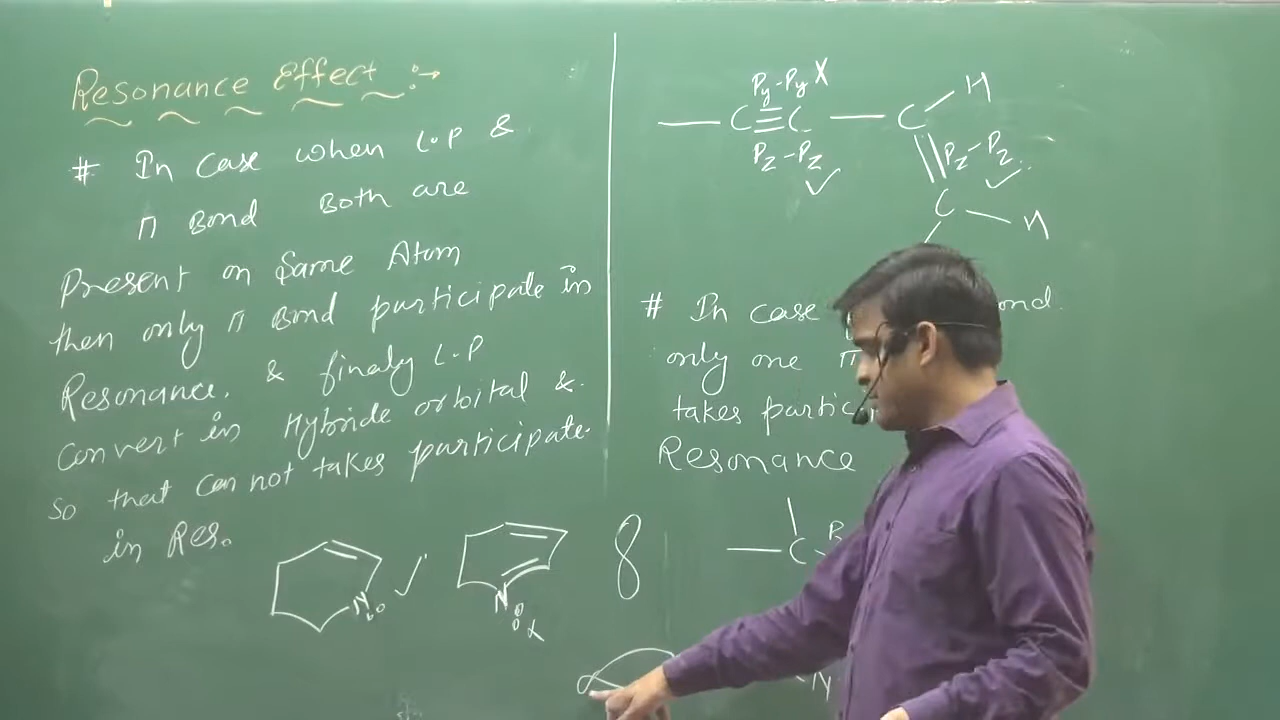 Resonance Effect :→
# In case when L.P &
π Bond Both are
Present on Same Atom
then only π Bond participate in
Resonance. & finaly L.P
convert in Hybride orbital &
so that can not takes participate.
in Res.
N
N
x
Py-Py X
C≡C C H
Pz-Pz Pz-Pz
C H
# In case
only one π
takes partic
Resonance
C
N